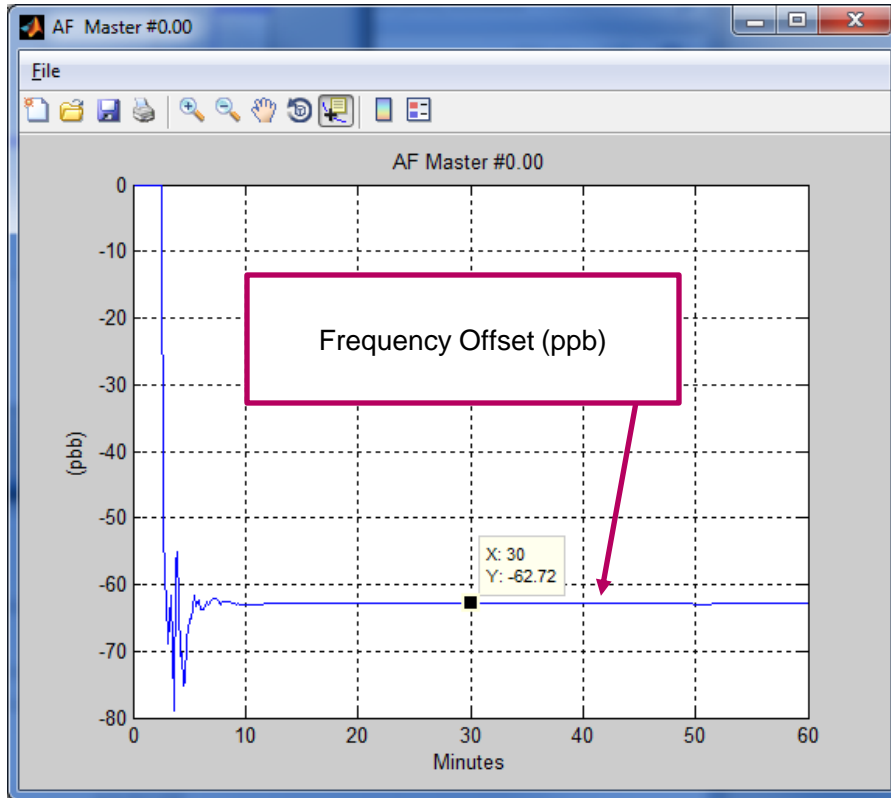 AF Master #0.00
File
AF Master #0.00
0
-10
-20
-30
-40
-50
-60
-70
-80
(ppb)
Frequency Offset (ppb)
X: 30
Y: -62.72
0 10 20 30 40 50 60
Minutes